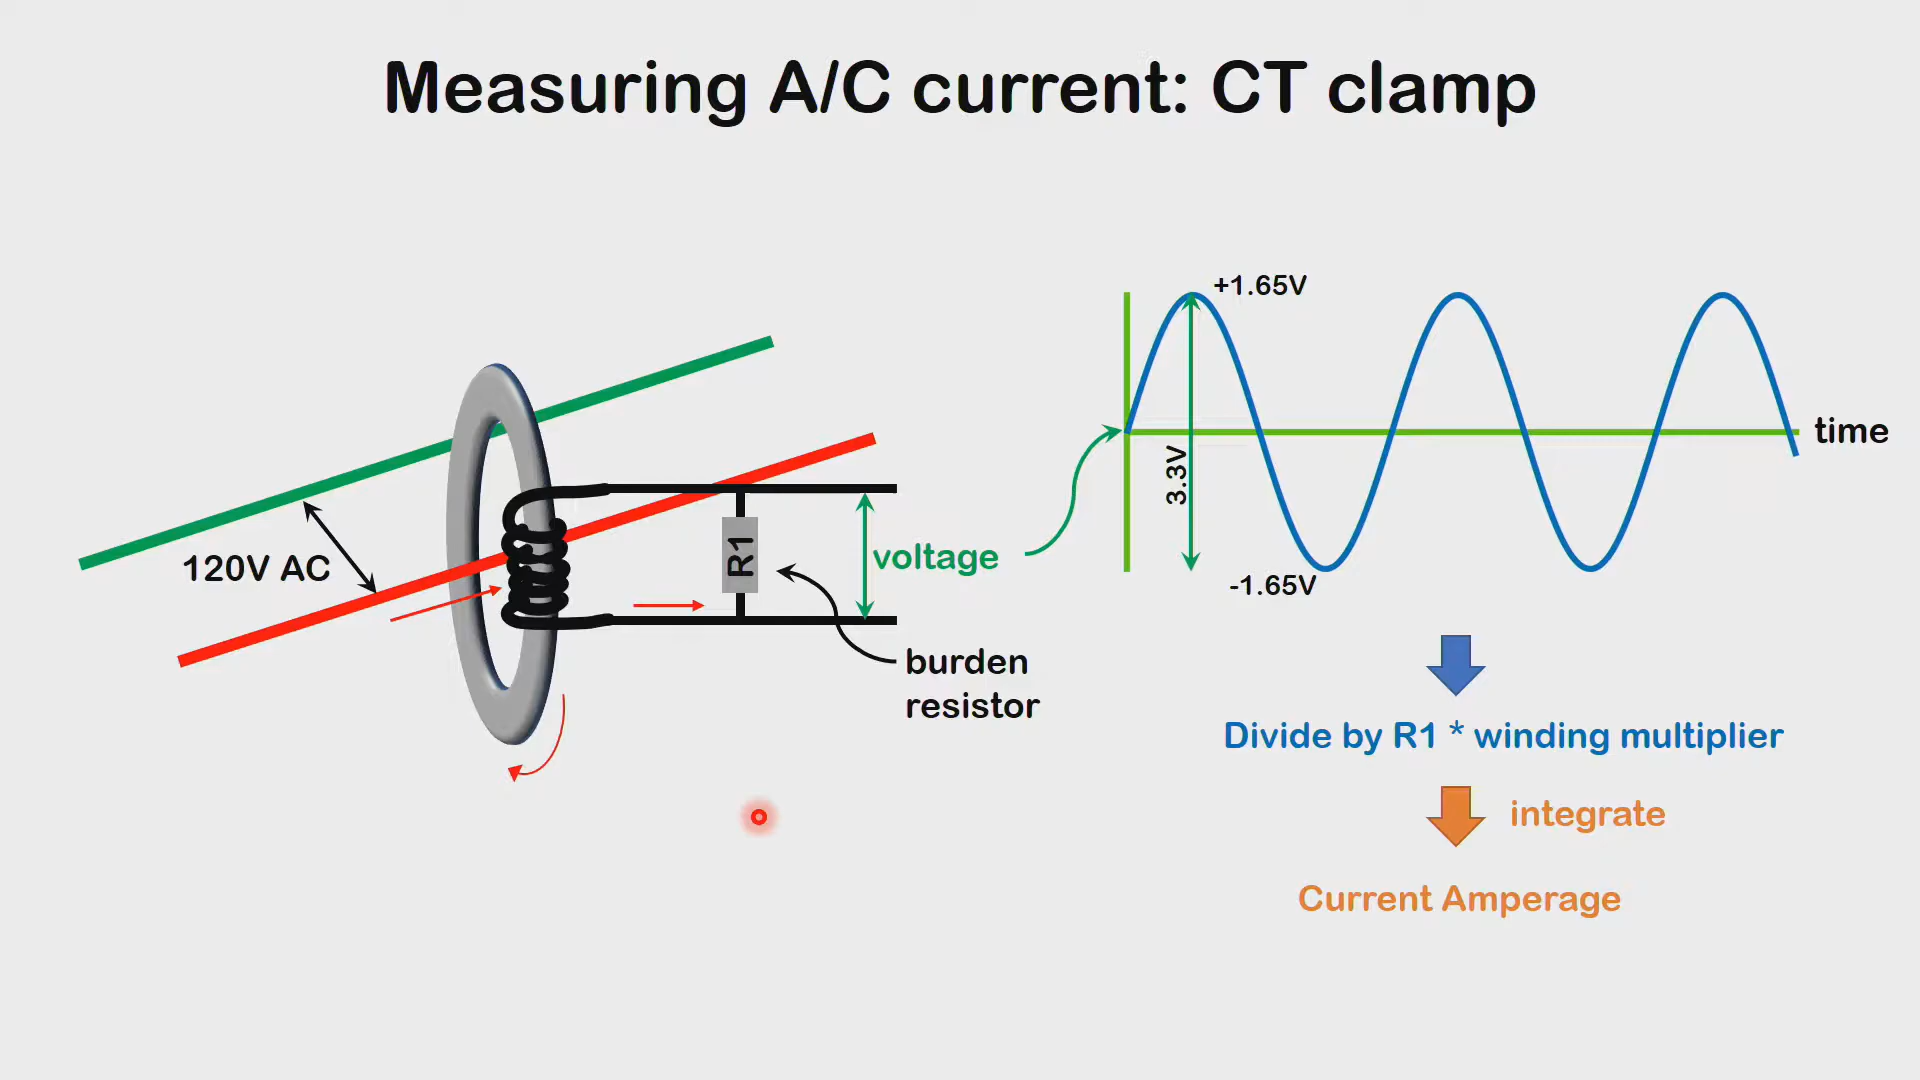 Measuring A/C current: CT clamp
120V AC
R1
voltage
burden
resistor
+1.65V
3.3V
-1.65V
time
Divide by R1 * winding multiplier
integrate
Current Amperage